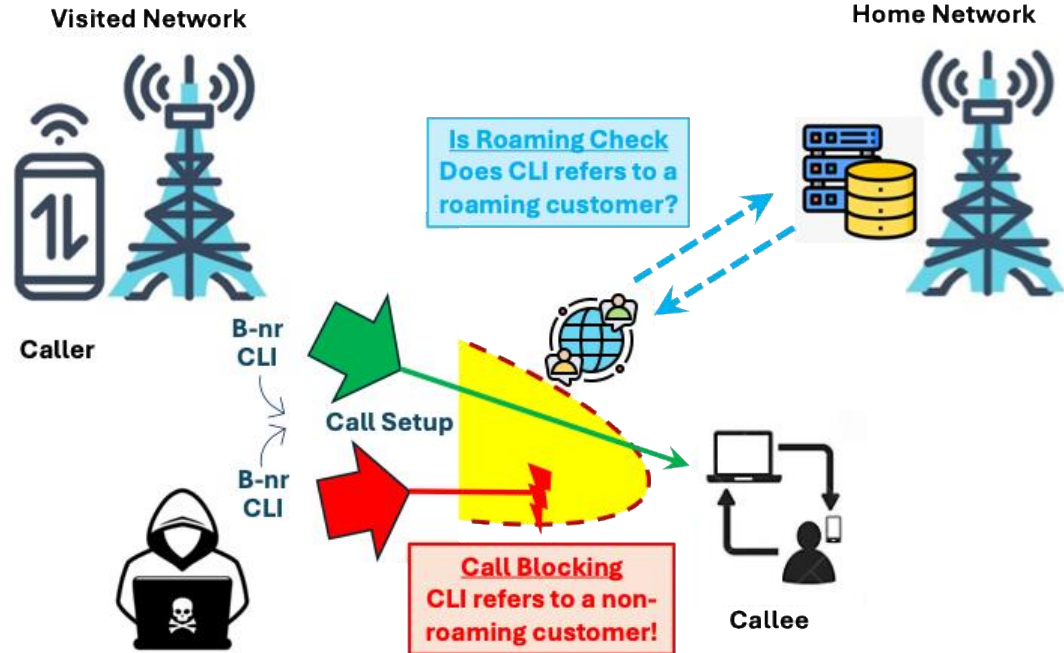 Visited Network
Home Network
Is Roaming Check
Does CLI refers to a
roaming customer?
Caller
B-nr
CLI
Call Setup
B-nr
CLI
Call Blocking
CLI refers to a non-
roaming customer!
Callee